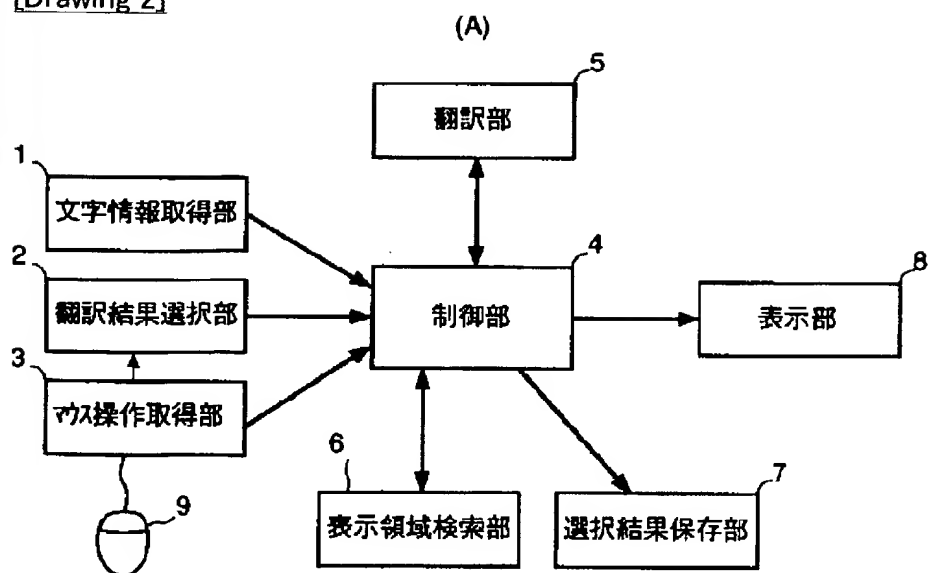 [Drawing 2]
(A)
5
翻訳部
1
文字情報取得部
2
翻訳結果選択部
4
制御部
8
表示部
3
マウス操作取得部
6
表示領域検索部
7
選択結果保存部
9